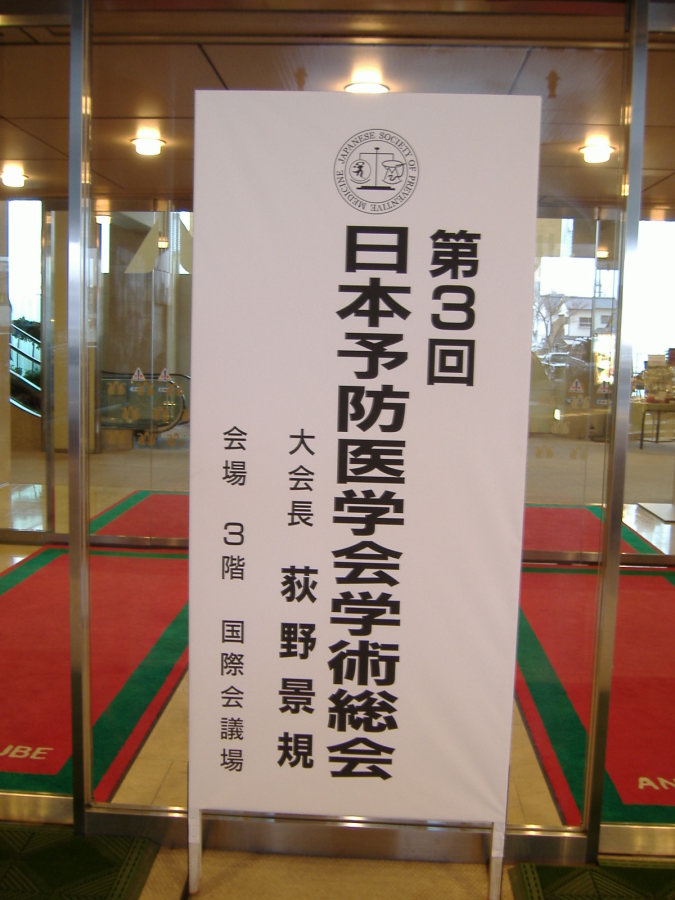 JAPANESE SOCIETY OF PREVENTIVE MEDICINE
第3回
日本予防医学会学術総会
大会長 荻野景規
会場 3階 国際会議場
UBE
AN